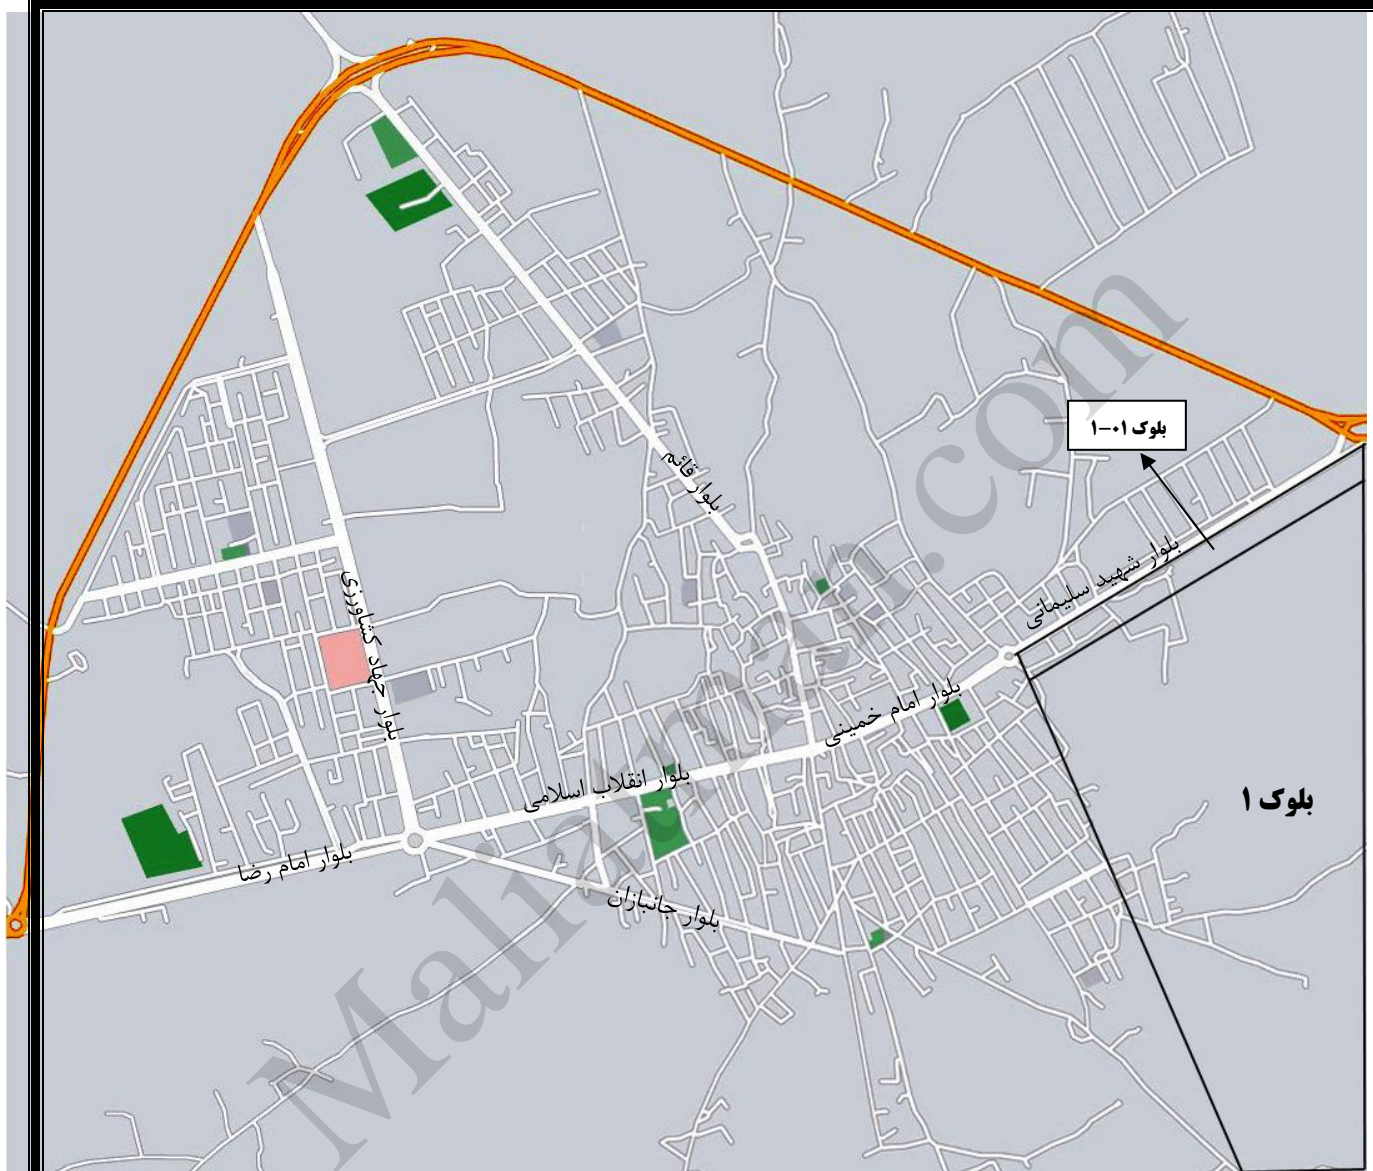 بلوک ۰۱-۱
بلوار قائم
بلوار شهید سلیمانی
بلوار جهاد کشاورزی
بلوار امام خمینی
بلوار انقلاب اسلامی
بلوک ۱
بلوار امام رضا
بلوار جانبازان
Maliatman.com